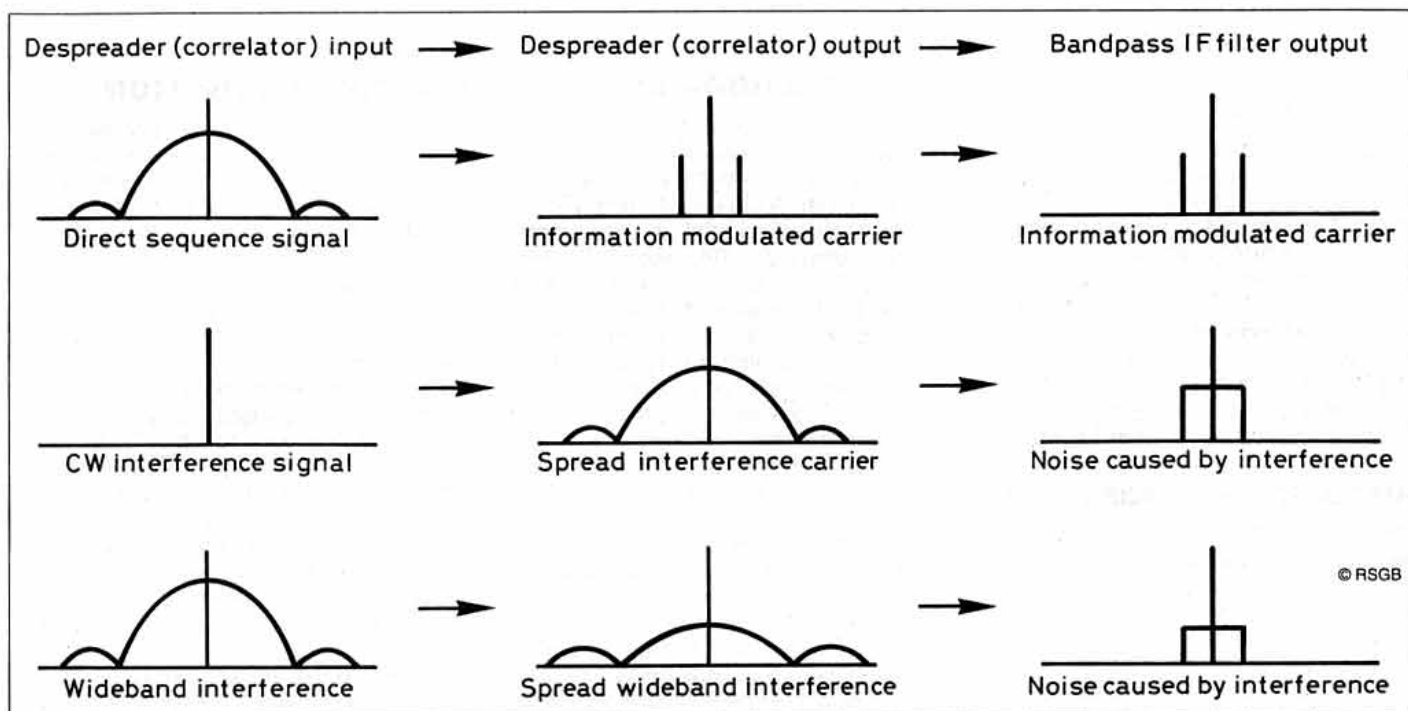 Despreader (correlator) input
Despreader (correlator) output
Bandpass IF filter output
Direct sequence signal
Information modulated carrier
Information modulated carrier
CW interference signal
Spread interference carrier
Noise caused by interference
© RSGB
Wideband interference
Spread wideband interference
Noise caused by interference